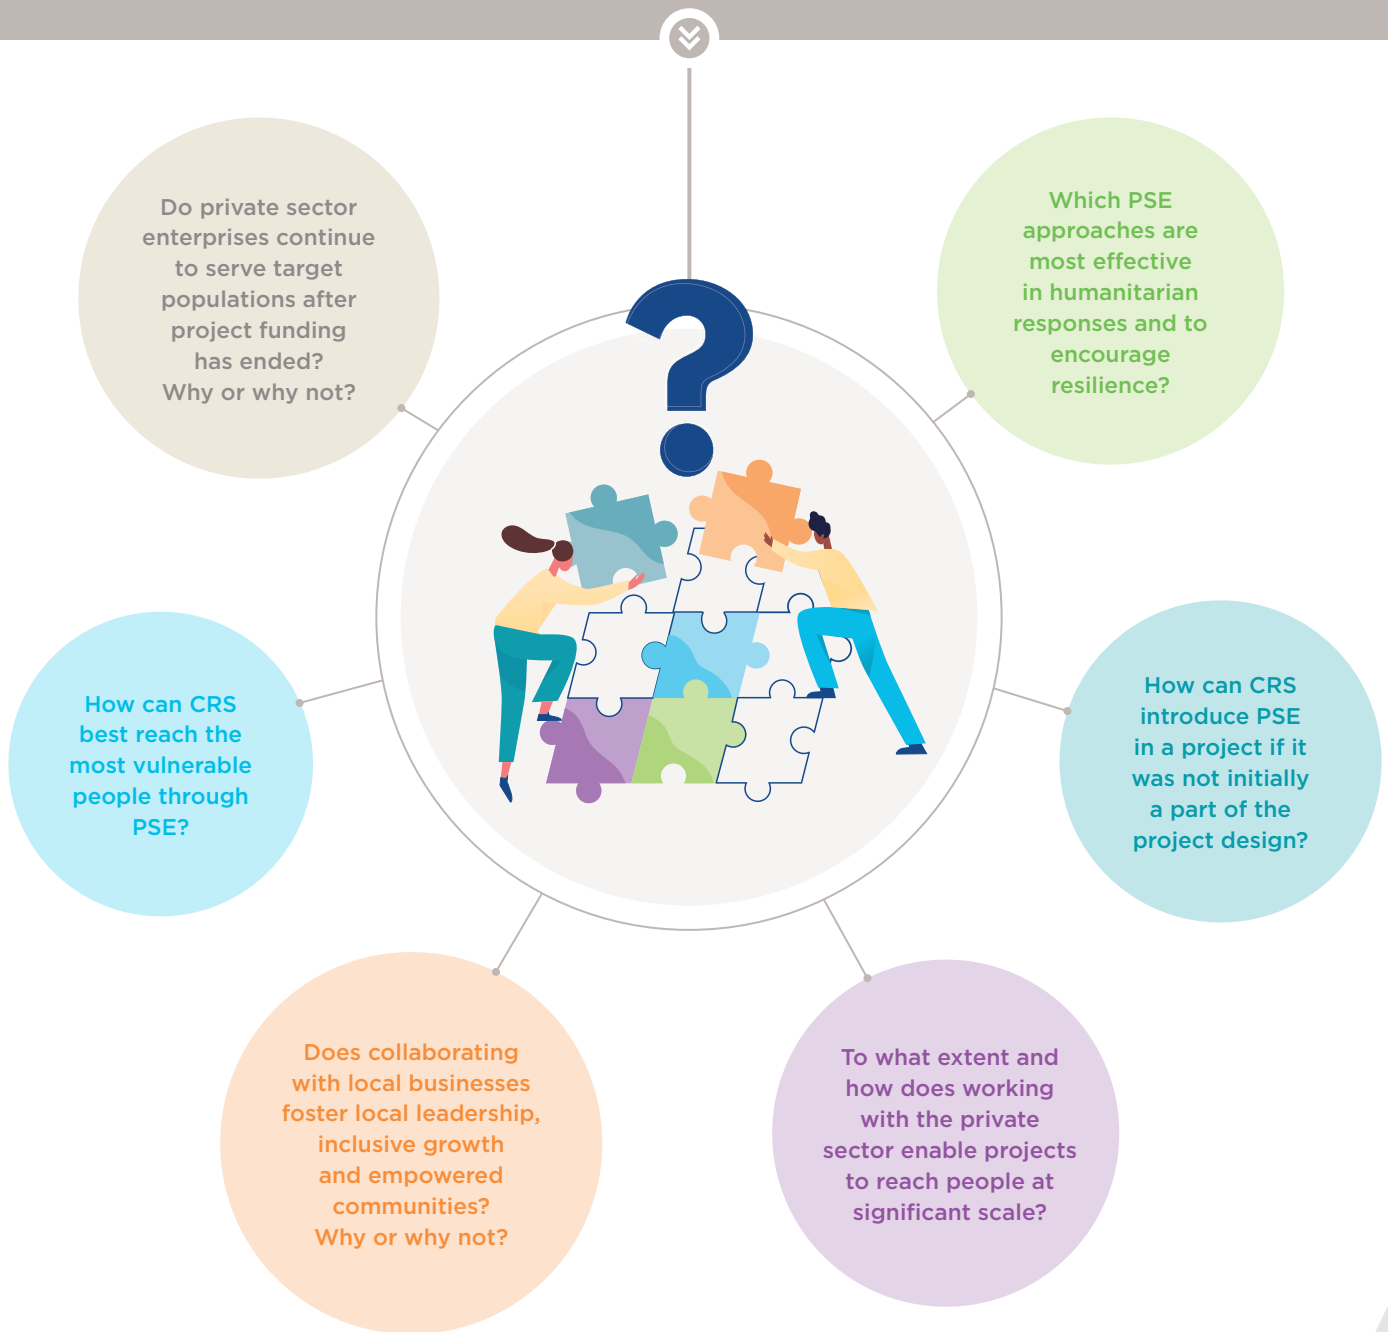 Do private sector
enterprises continue
to serve target
populations after
project funding
has ended?
Why or why not?
Which PSE
approaches are
most effective
in humanitarian
responses and to
encourage
resilience?
How can CRS
best reach the
most vulnerable
people through
PSE?
How can CRS
introduce PSE
in a project if it
was not initially
a part of the
project design?
Does collaborating
with local businesses
foster local leadership,
inclusive growth
and empowered
communities?
Why or why not?
To what extent and
how does working
with the private
sector enable projects
to reach people at
significant scale?